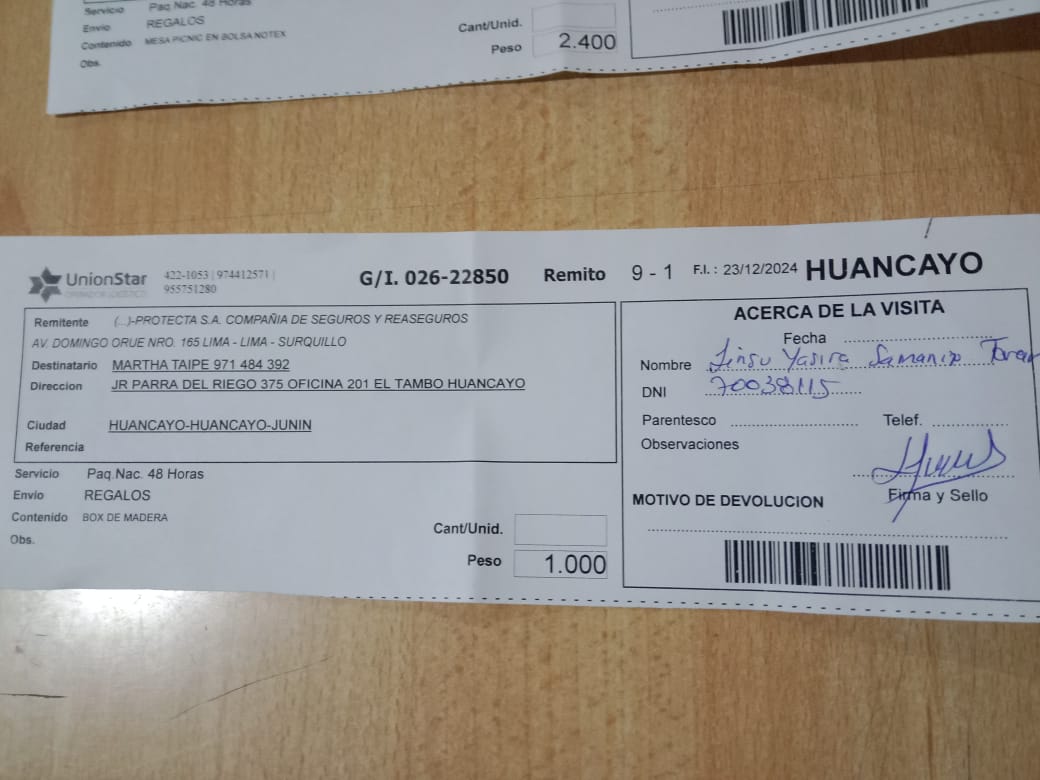 Servicio Paq.Nac. 48 Horas
Envio REGALOS
Contenido MESA PICNIC EN BOLSA NOTEX
Obs.
Cant/Unid.
Peso 2.400
UnionStar
OPERADOR LOGISTICO
422-1053 | 974412571 |
955751280
G/I. 026-22850 Remito 9 - 1 F.I.: 23/12/2024 HUANCAYO
Remitente (...)-PROTECTA S.A. COMPAÑIA DE SEGUROS Y REASEGUROS
AV. DOMINGO ORUE NRO. 165 LIMA - LIMA - SURQUILLO
Destinatario MARTHA TAIPE 971 484 392
Direccion JR PARRA DEL RIEGO 375 OFICINA 201 EL TAMBO HUANCAYO
Ciudad HUANCAYO-HUANCAYO-JUNIN
Referencia
Servicio Paq.Nac. 48 Horas
Envio REGALOS
Contenido BOX DE MADERA
Obs.
Cant/Unid.
Peso 1.000
ACERCA DE LA VISITA
Fecha
Nombre Yasira Samanix
DNI 70038115
Parentesco Telef.
Observaciones
Firma y Sello
MOTIVO DE DEVOLUCION